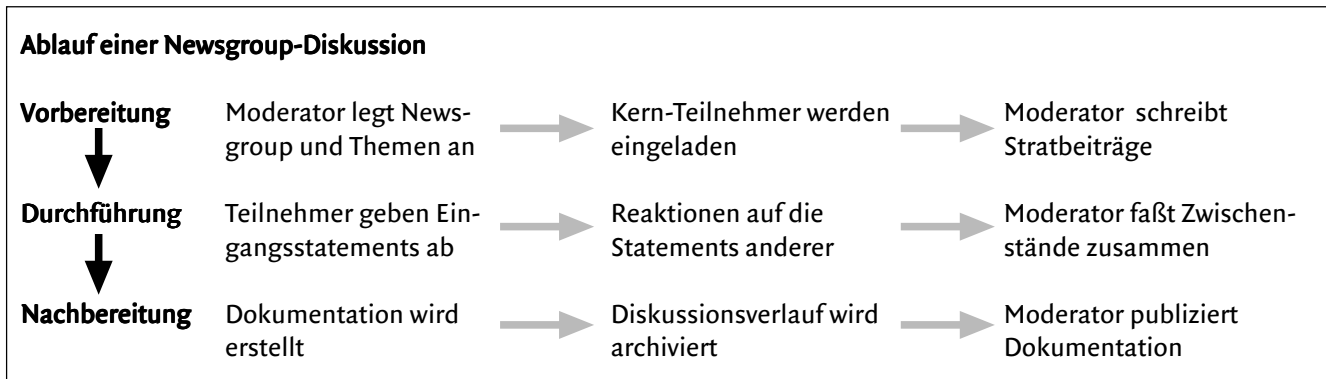 Ablauf einer Newsgroup-Diskussion
Vorbereitung
Moderator legt News-
group und Themen an
Kern-Teilnehmer werden
eingeladen
Moderator schreibt
Stratbeiträge
Durchführung
Teilnehmer geben Ein-
gangsstatements ab
Reaktionen auf die
Statements anderer
Moderator faßt Zwischen-
stände zusammen
Nachbereitung
Dokumentation wird
erstellt
Diskussionsverlauf wird
archiviert
Moderator publiziert
Dokumentation